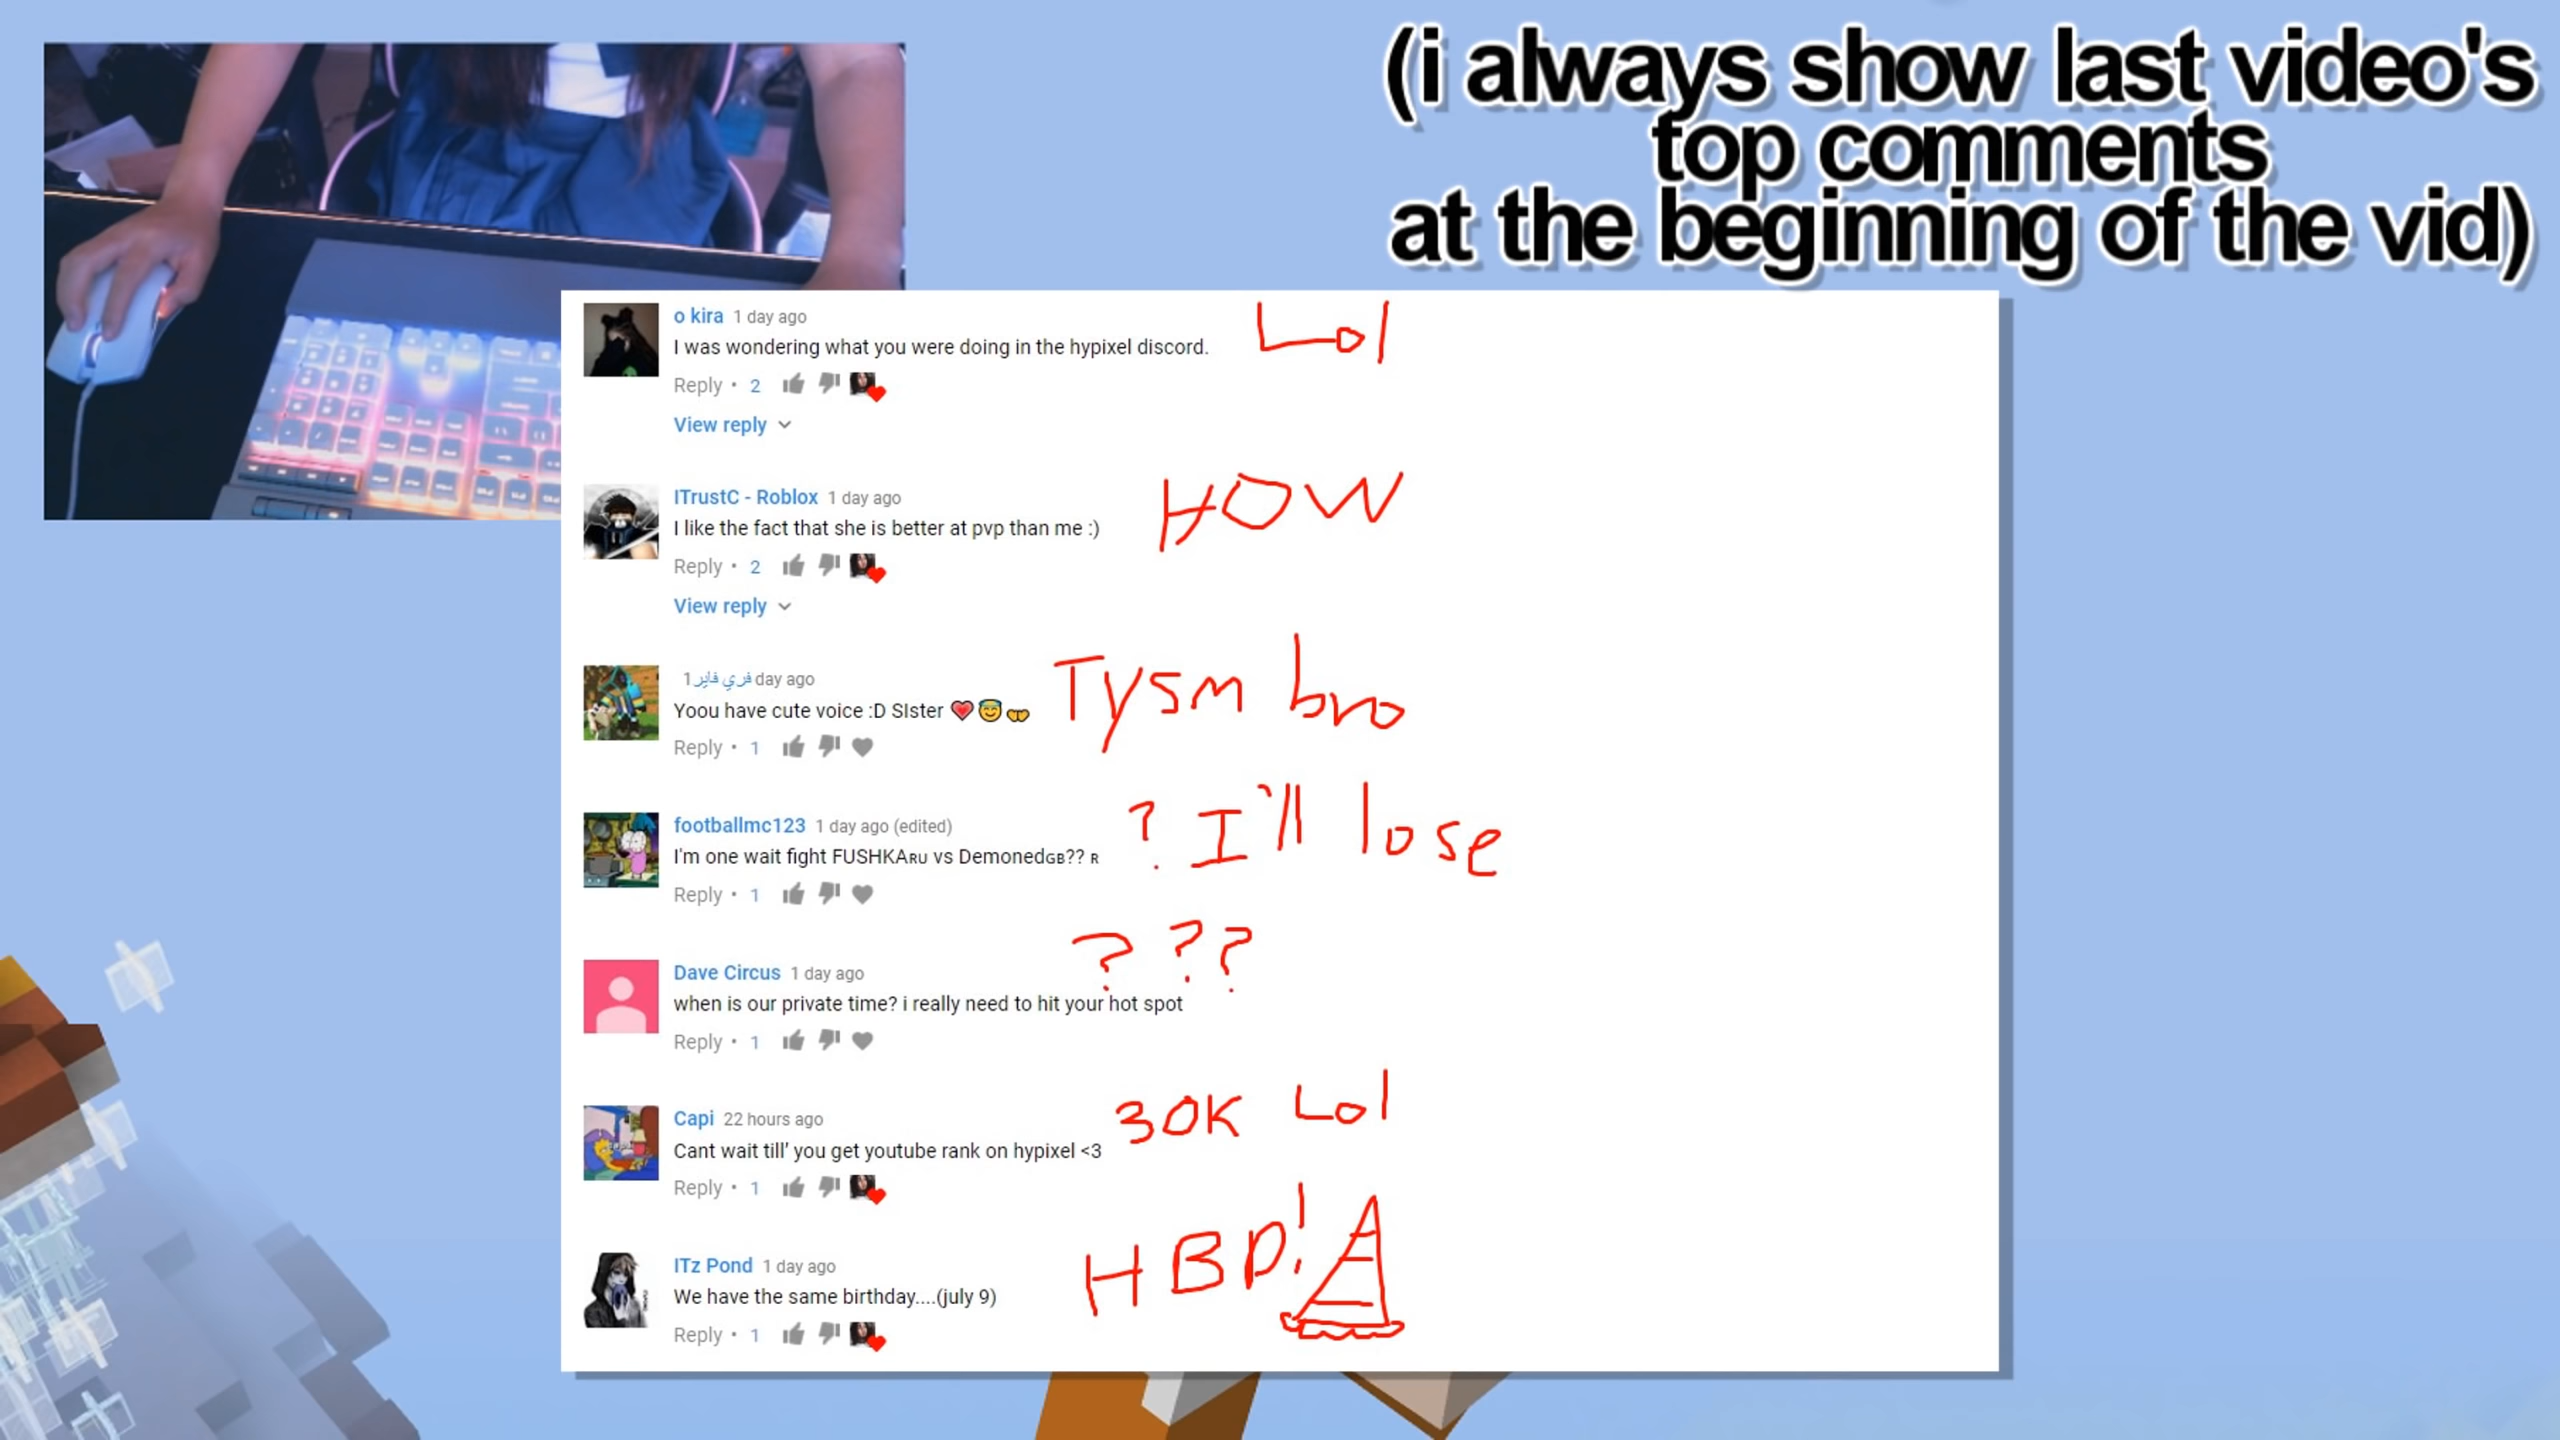 (i always show last video's
top comments
at the beginning of the vid)
o kira 1 day ago
I was wondering what you were doing in the hypixel discord.
Lol
Reply • 2
View reply
ITrustC - Roblox 1 day ago
I like the fact that she is better at pvp than me :)
HOW
Reply • 2
View reply
فري فاير 1 day ago
Yoou have cute voice :D SIster ❤️😇🤝
Tysm bro
Reply • 1
footballmc123 1 day ago (edited)
I'm one wait fight FUSHKAʀᴜ vs Demonedɢʙ?? ʀ
? I'll lose
Reply • 1
Dave Circus 1 day ago
???
when is our private time? i really need to hit your hot spot
Reply • 1
Capi 22 hours ago
Cant wait till' you get youtube rank on hypixel <3
30K Lol
Reply • 1
ITz Pond 1 day ago
We have the same birthday....(july 9)
HBD!
Reply • 1